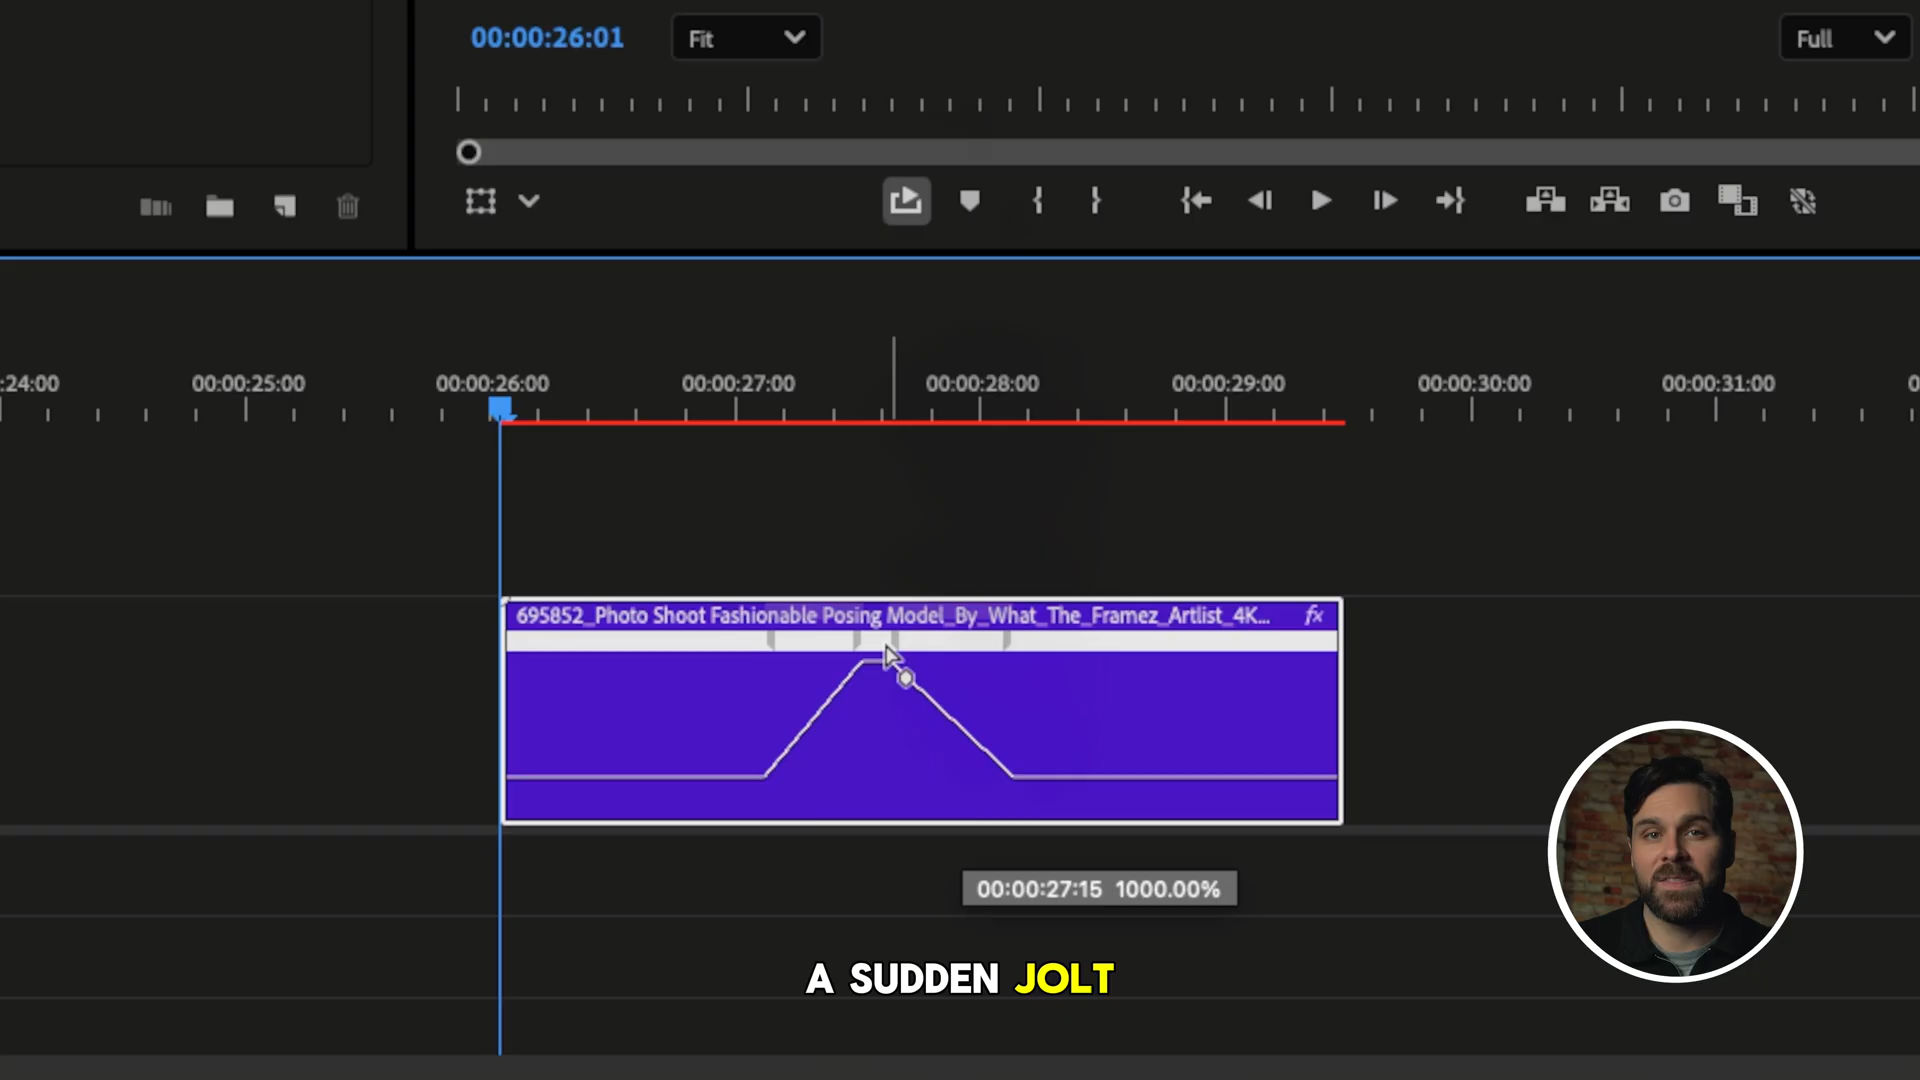 00:00:26:01 Fit Full
:24:00 00:00:25:00 00:00:26:00 00:00:27:00 00:00:28:00 00:00:29:00 00:00:30:00 00:00:31:00 0
695852_Photo Shoot Fashionable Posing Model_By_What_The_Framez_Artlist_4K... fx
00:00:27:15 1000.00%
A SUDDEN JOLT